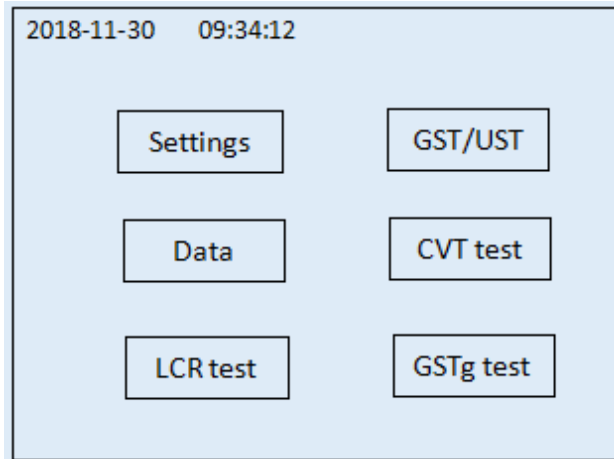 2018-11-30 09:34:12
Settings
GST/UST
Data
CVT test
LCR test
GSTg test